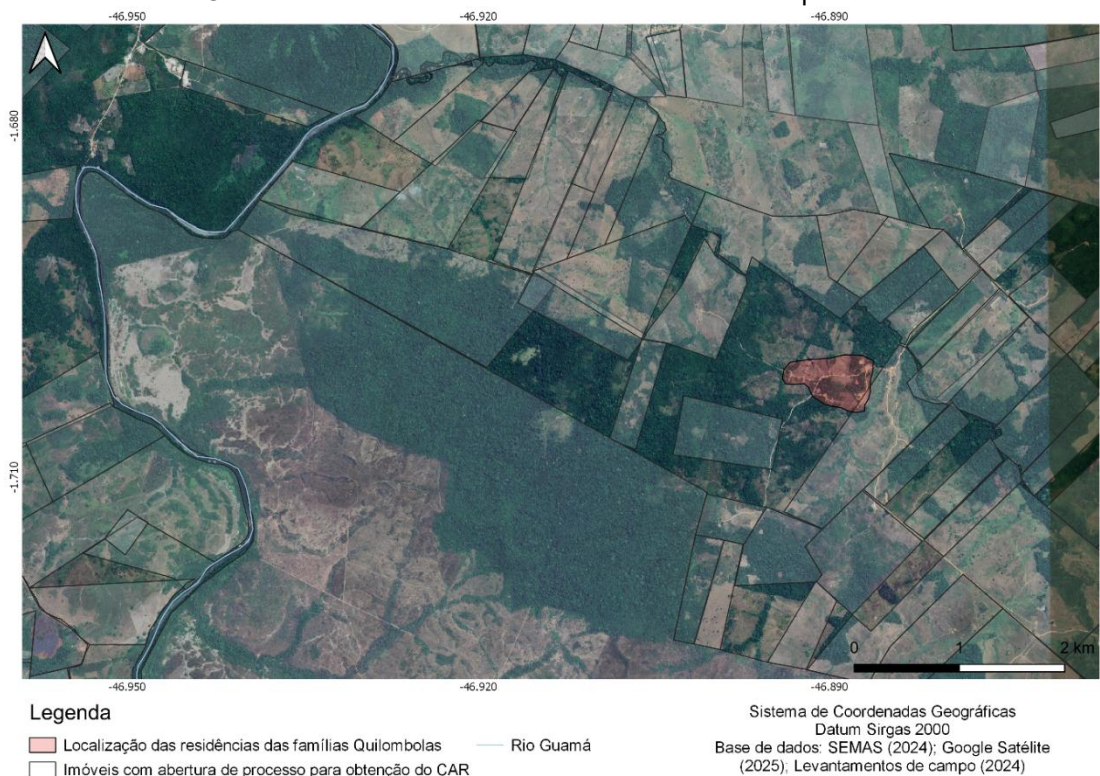 -46.950 -46.920 -46.890
-1.680
-1.710
0 1 2 km
-46.950 -46.920 -46.890
Legenda
Localização das residências das famílias Quilombolas
Rio Guamá
Imóveis com abertura de processo para obtenção do CAR
Sistema de Coordenadas Geográficas
Datum Sirgas 2000
Base de dados: SEMAS (2024); Google Satélite
(2025); Levantamentos de campo (2024)